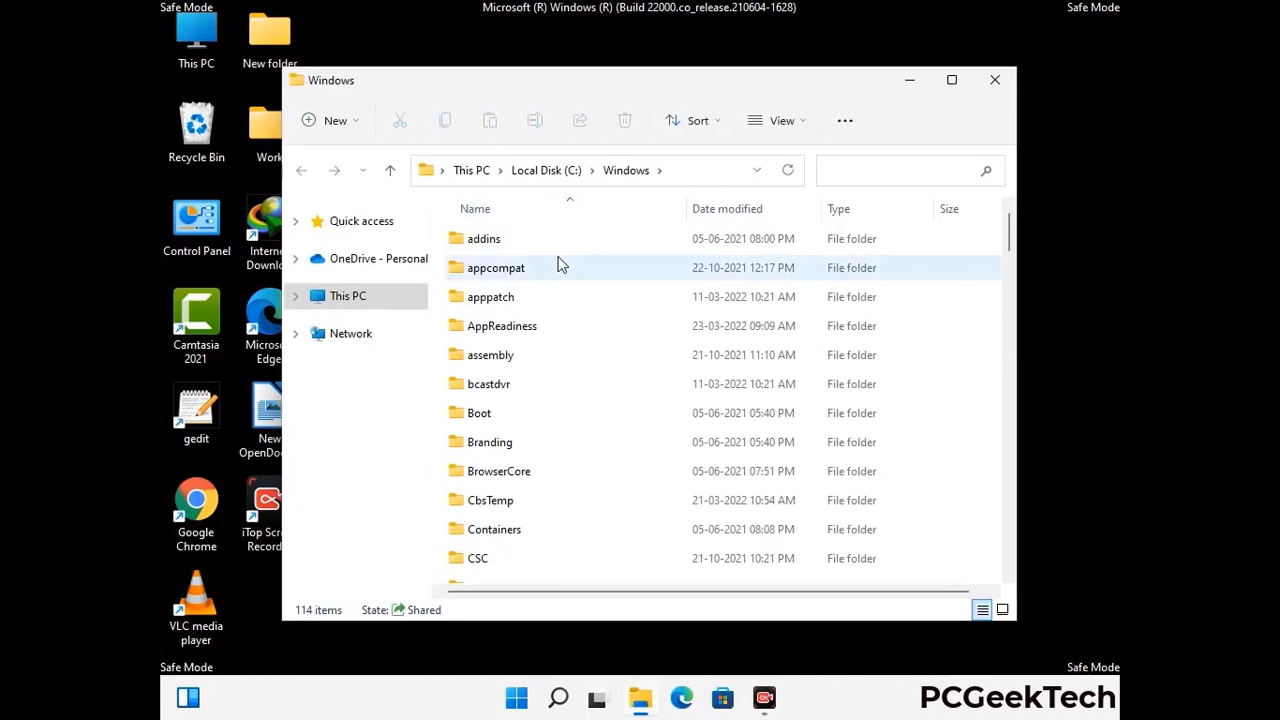 Safe Mode
Microsoft (R) Windows (R) (Build 22000.co_release.210604-1628)
Safe Mode
This PC
New folder
Recycle Bin
Work
Control Panel
Internet
Downlo
Camtasia
2021
Microso
Edge
gedit
New
OpenDo
Google
Chrome
iTop Scr
Record
VLC media
player
Windows
New
Sort
View
This PC
Local Disk (C:)
Windows
Quick access
OneDrive - Personal
This PC
Network
Name Date modified Type Size
addins 05-06-2021 08:00 PM File folder
appcompat 22-10-2021 12:17 PM File folder
apppatch 11-03-2022 10:21 AM File folder
AppReadiness 23-03-2022 09:09 AM File folder
assembly 21-10-2021 11:10 AM File folder
bcastdvr 11-03-2022 10:21 AM File folder
Boot 05-06-2021 05:40 PM File folder
Branding 05-06-2021 05:40 PM File folder
BrowserCore 05-06-2021 07:51 PM File folder
CbsTemp 21-03-2022 10:54 AM File folder
Containers 05-06-2021 08:08 PM File folder
CSC 21-10-2021 10:21 PM File folder
114 items State: Shared
Safe Mode
Safe Mode
PCGeekTech